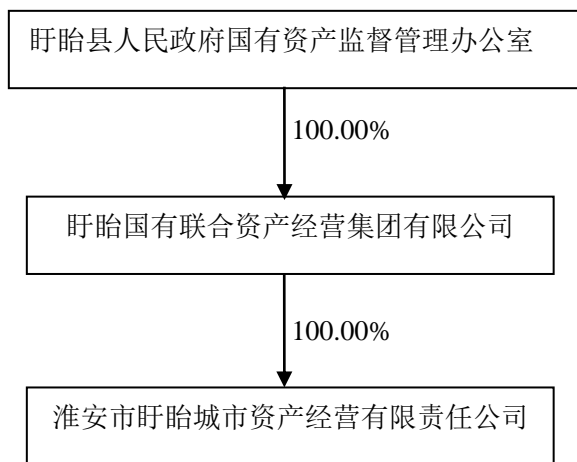 盱眙县人民政府国有资产监督管理办公室
100.00%
盱眙国有联合资产经营集团有限公司
100.00%
淮安市盱眙城市资产经营有限责任公司